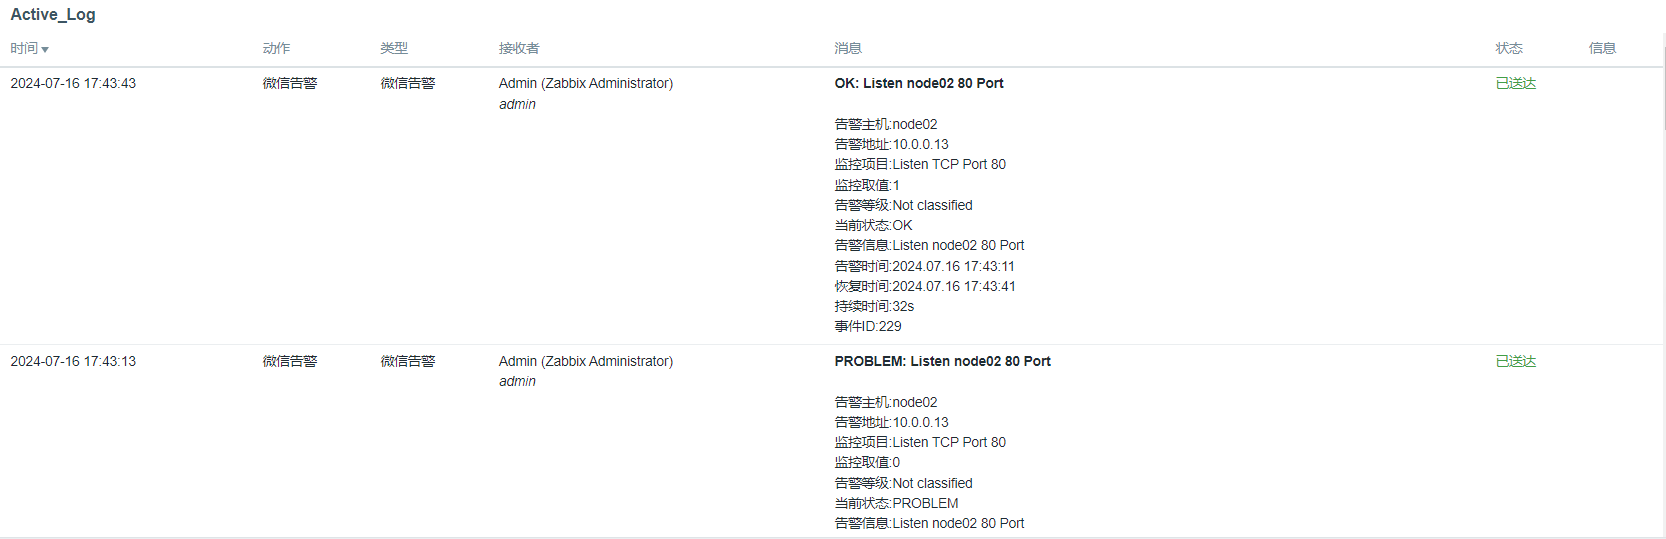 Active_Log
时间 动作 类型 接收者 消息 状态 信息
2024-07-16 17:43:43 微信告警 微信告警 Admin (Zabbix Administrator) OK: Listen node02 80 Port 已送达
admin
告警主机:node02
告警地址:10.0.0.13
监控项目:Listen TCP Port 80
监控取值:1
告警等级:Not classified
当前状态:OK
告警信息:Listen node02 80 Port
告警时间:2024.07.16 17:43:11
恢复时间:2024.07.16 17:43:41
持续时间:32s
事件ID:229
2024-07-16 17:43:13 微信告警 微信告警 Admin (Zabbix Administrator) PROBLEM: Listen node02 80 Port 已送达
admin
告警主机:node02
告警地址:10.0.0.13
监控项目:Listen TCP Port 80
监控取值:0
告警等级:Not classified
当前状态:PROBLEM
告警信息:Listen node02 80 Port